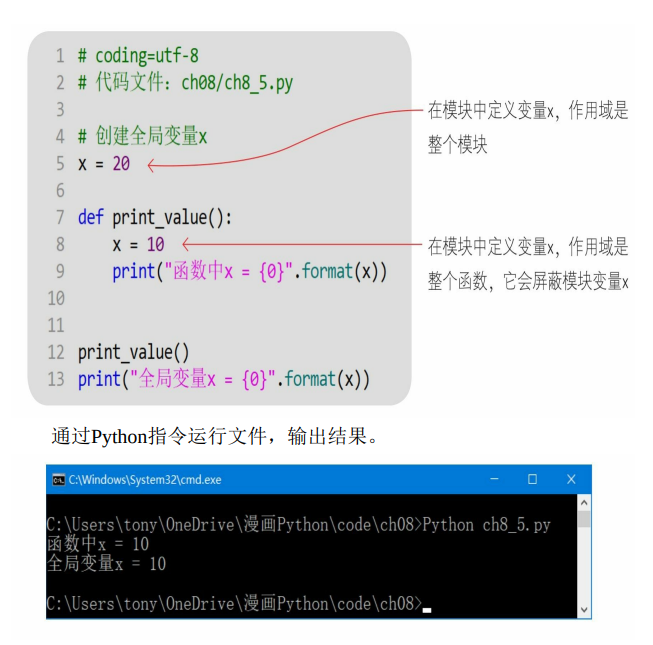 1 # coding=utf-8
2 # 代码文件：ch08/ch8_5.py
3
4 # 创建全局变量x
5 x = 20
6
7 def print_value():
8     x = 10
9     print("函数中x = {0}".format(x))
10
11
12 print_value()
13 print("全局变量x = {0}".format(x))
在模块中定义变量x，作用域是
整个模块
在模块中定义变量x，作用域是
整个函数，它会屏蔽模块变量x
通过Python指令运行文件，输出结果。
C:\Windows\System32\cmd.exe
C:\Users\tony\OneDrive\漫画Python\code\ch08>Python ch8_5.py
函数中x = 10
全局变量x = 10
C:\Users\tony\OneDrive\漫画Python\code\ch08>